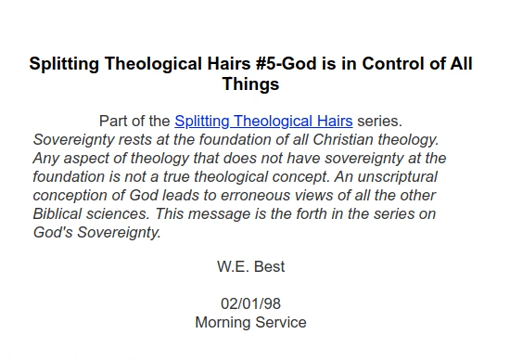 Splitting Theological Hairs #5-God is in Control of All
Things
Part of the Splitting Theological Hairs series.
Sovereignty rests at the foundation of all Christian theology.
Any aspect of theology that does not have sovereignty at the
foundation is not a true theological concept. An unscriptural
conception of God leads to erroneous views of all the other
Biblical sciences. This message is the forth in the series on
God's Sovereignty.
W.E. Best
02/01/98
Morning Service